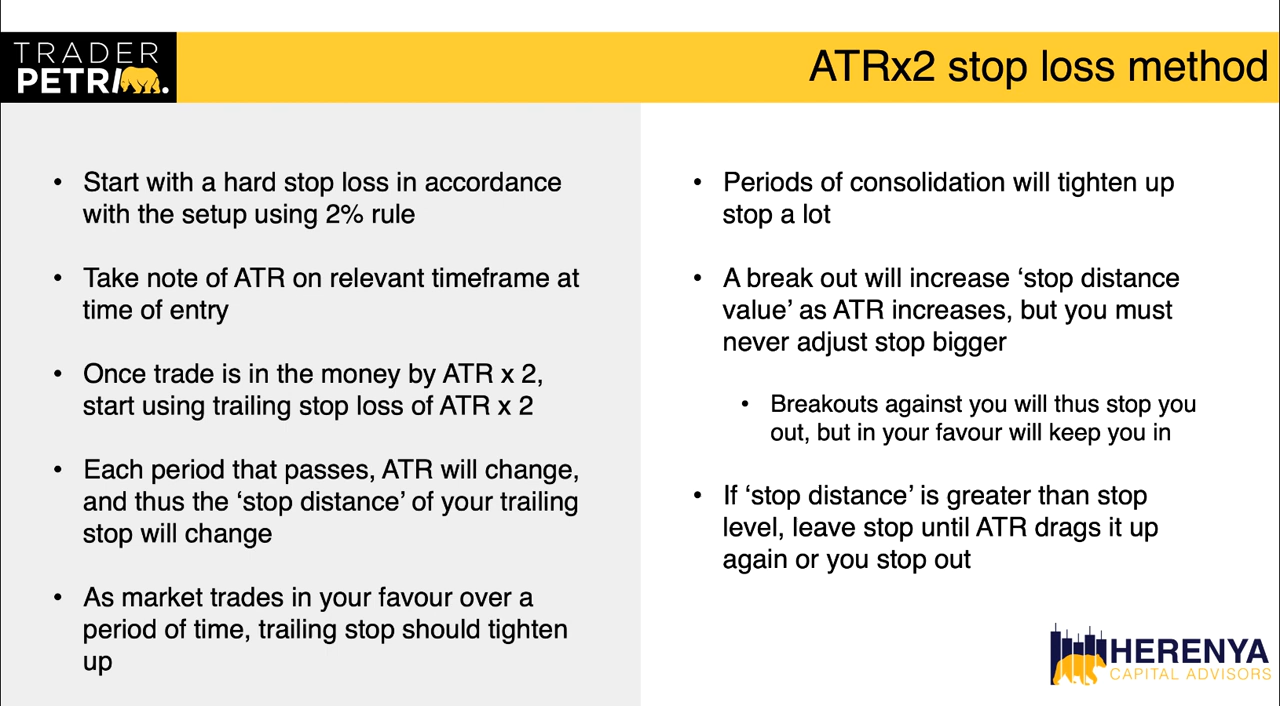 TRADER
PETRI.
ATRx2 stop loss method
• Start with a hard stop loss in accordance
with the setup using 2% rule
• Take note of ATR on relevant timeframe at
time of entry
• Once trade is in the money by ATR x 2,
start using trailing stop loss of ATR x 2
• Each period that passes, ATR will change,
and thus the ‘stop distance’ of your trailing
stop will change
• As market trades in your favour over a
period of time, trailing stop should tighten
up
• Periods of consolidation will tighten up
stop a lot
• A break out will increase ‘stop distance
value’ as ATR increases, but you must
never adjust stop bigger
• Breakouts against you will thus stop you
out, but in your favour will keep you in
• If ‘stop distance’ is greater than stop
level, leave stop until ATR drags it up
again or you stop out
HERENYA
CAPITAL ADVISORS